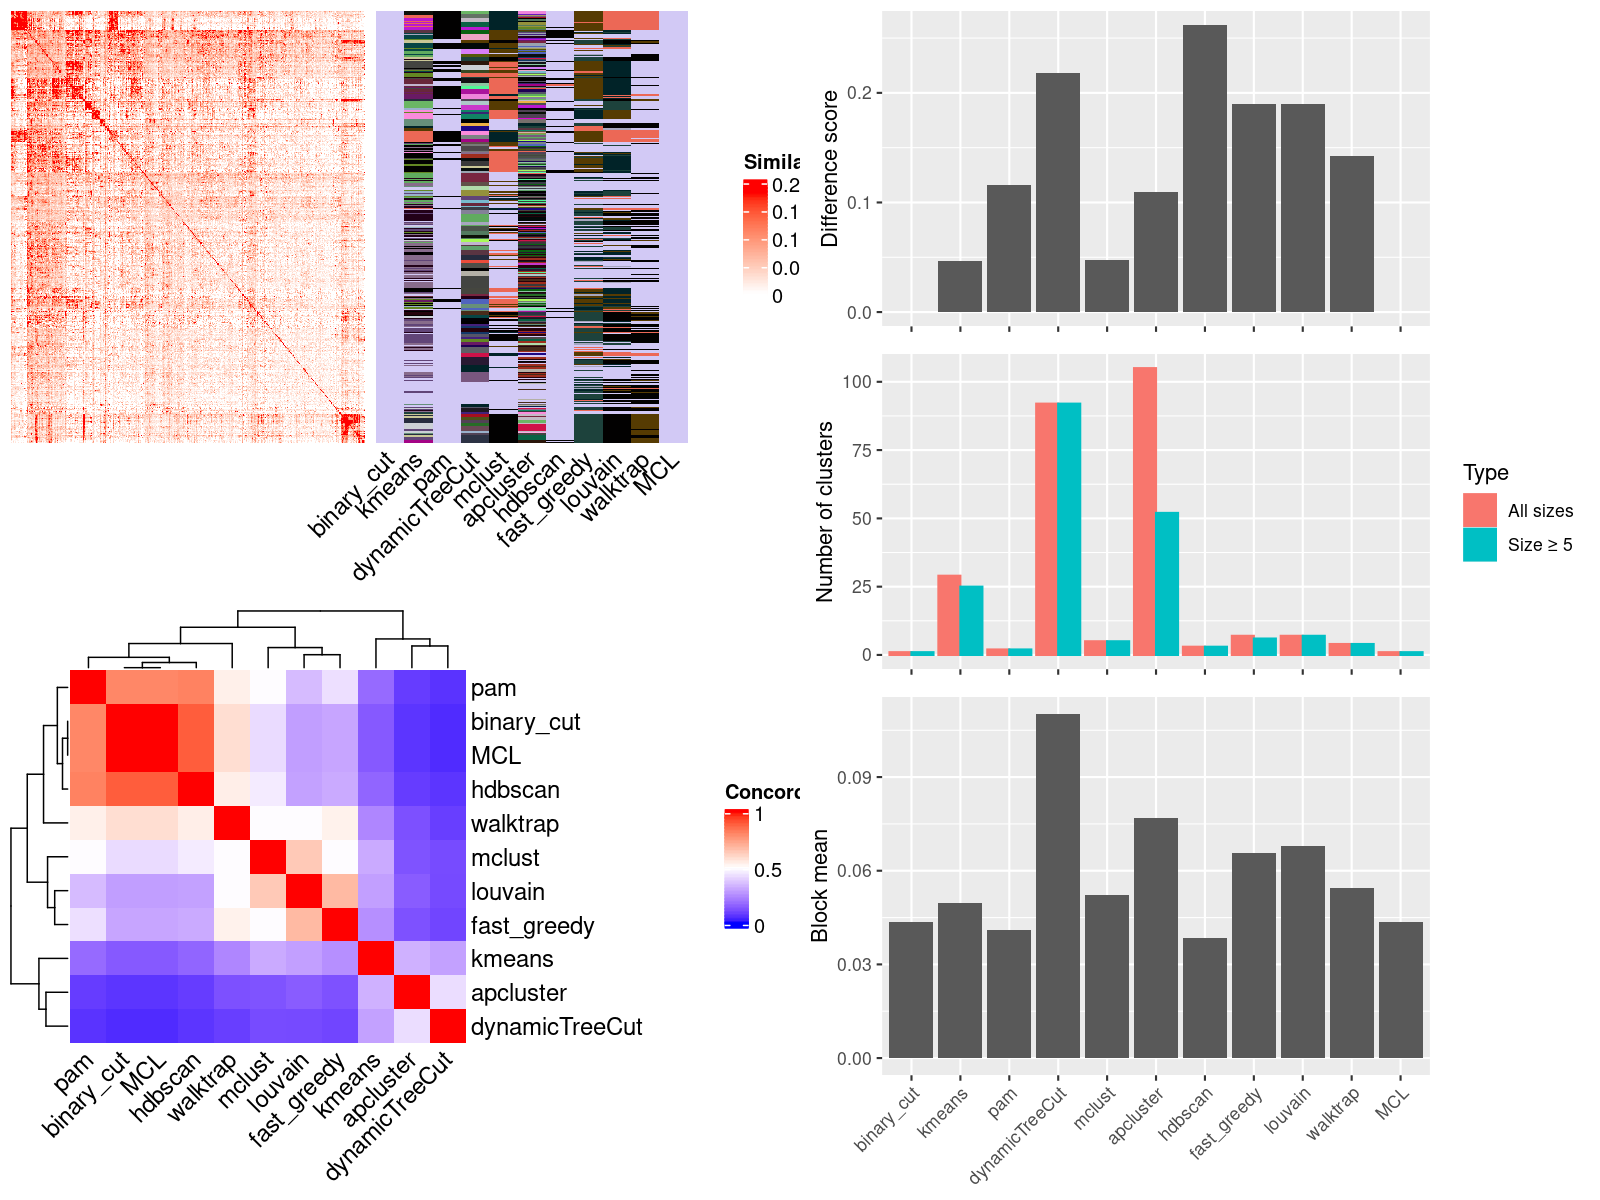 Simila
0.2
0.1
0.1
0.0
0
binary_cut
kmeans
pam
dynamicTreeCut
mclust
apcluster
hdbscan
fast_greedy
louvain
walktrap
MCL
pam
binary_cut
MCL
hdbscan
walktrap
mclust
louvain
fast_greedy
kmeans
apcluster
dynamicTreeCut
Concord
1
0.5
0
pam
binary_cut
MCL
hdbscan
walktrap
mclust
louvain
fast_greedy
kmeans
apcluster
dynamicTreeCut
Difference score
0.2
0.1
0.0
Number of clusters
100
75
50
25
0
Type
All sizes
Size ≥ 5
Block mean
0.09
0.06
0.03
0.00
binary_cut
kmeans
pam
dynamicTreeCut
mclust
apcluster
hdbscan
fast_greedy
louvain
walktrap
MCL